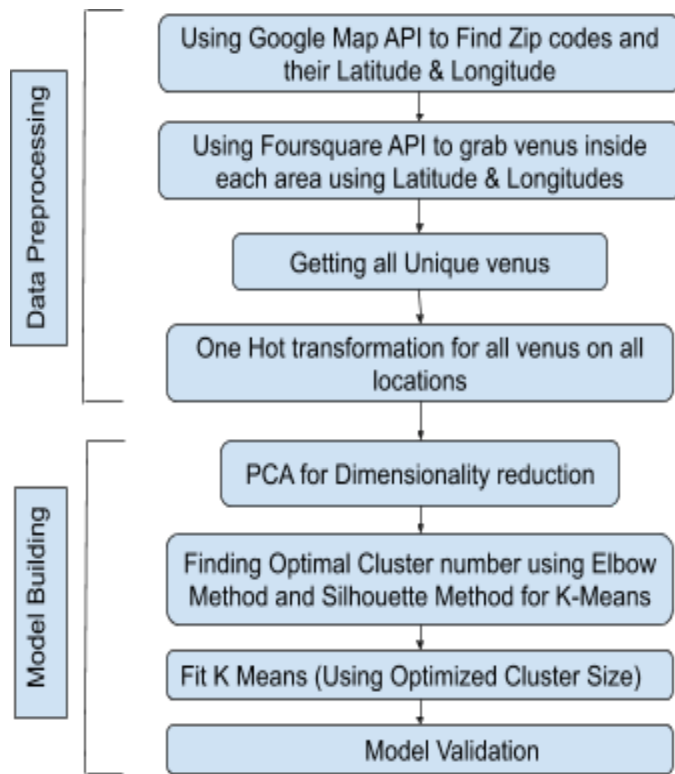 Data Preprocessing
Using Google Map API to Find Zip codes and
their Latitude & Longitude
Using Foursquare API to grab venus inside
each area using Latitude & Longitudes
Getting all Unique venus
One Hot transformation for all venus on all
locations
Model Building
PCA for Dimensionality reduction
Finding Optimal Cluster number using Elbow
Method and Silhouette Method for K-Means
Fit K Means (Using Optimized Cluster Size)
Model Validation